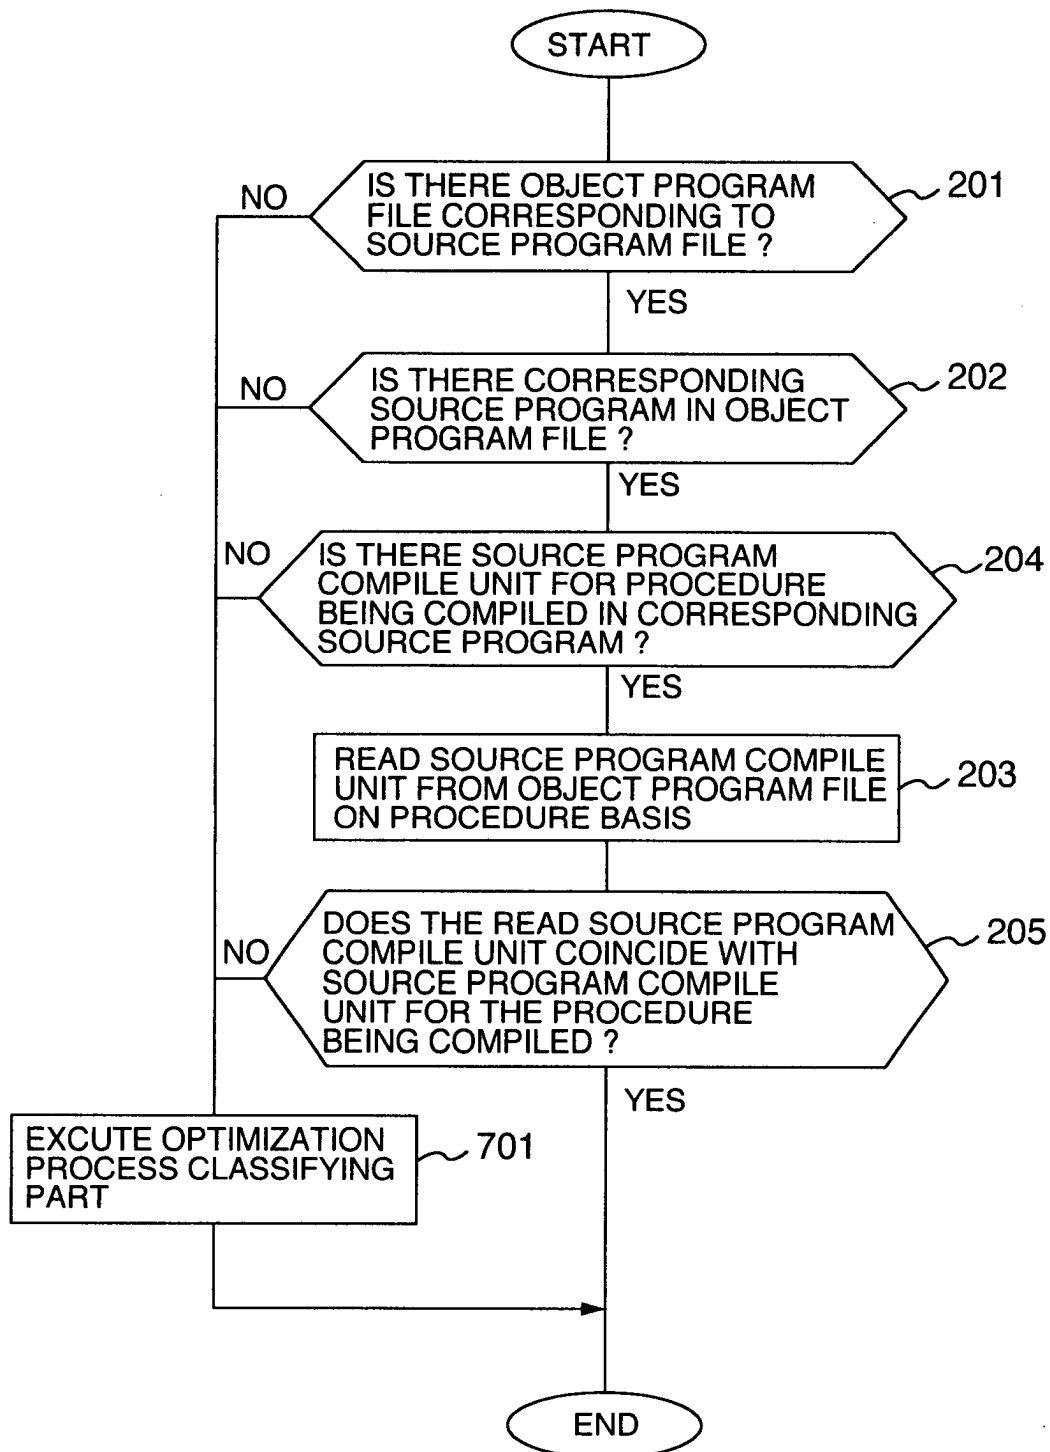 START
IS THERE OBJECT PROGRAM
FILE CORRESPONDING TO
SOURCE PROGRAM FILE ?
201
NO
YES
IS THERE CORRESPONDING
SOURCE PROGRAM IN OBJECT
PROGRAM FILE ?
202
NO
YES
IS THERE SOURCE PROGRAM
COMPILE UNIT FOR PROCEDURE
BEING COMPILED IN CORRESPONDING
SOURCE PROGRAM ?
204
NO
YES
READ SOURCE PROGRAM COMPILE
UNIT FROM OBJECT PROGRAM FILE
ON PROCEDURE BASIS
203
DOES THE READ SOURCE PROGRAM
COMPILE UNIT COINCIDE WITH
SOURCE PROGRAM COMPILE
UNIT FOR THE PROCEDURE
BEING COMPILED ?
205
NO
YES
EXCUTE OPTIMIZATION
PROCESS CLASSIFYING
PART
701
END